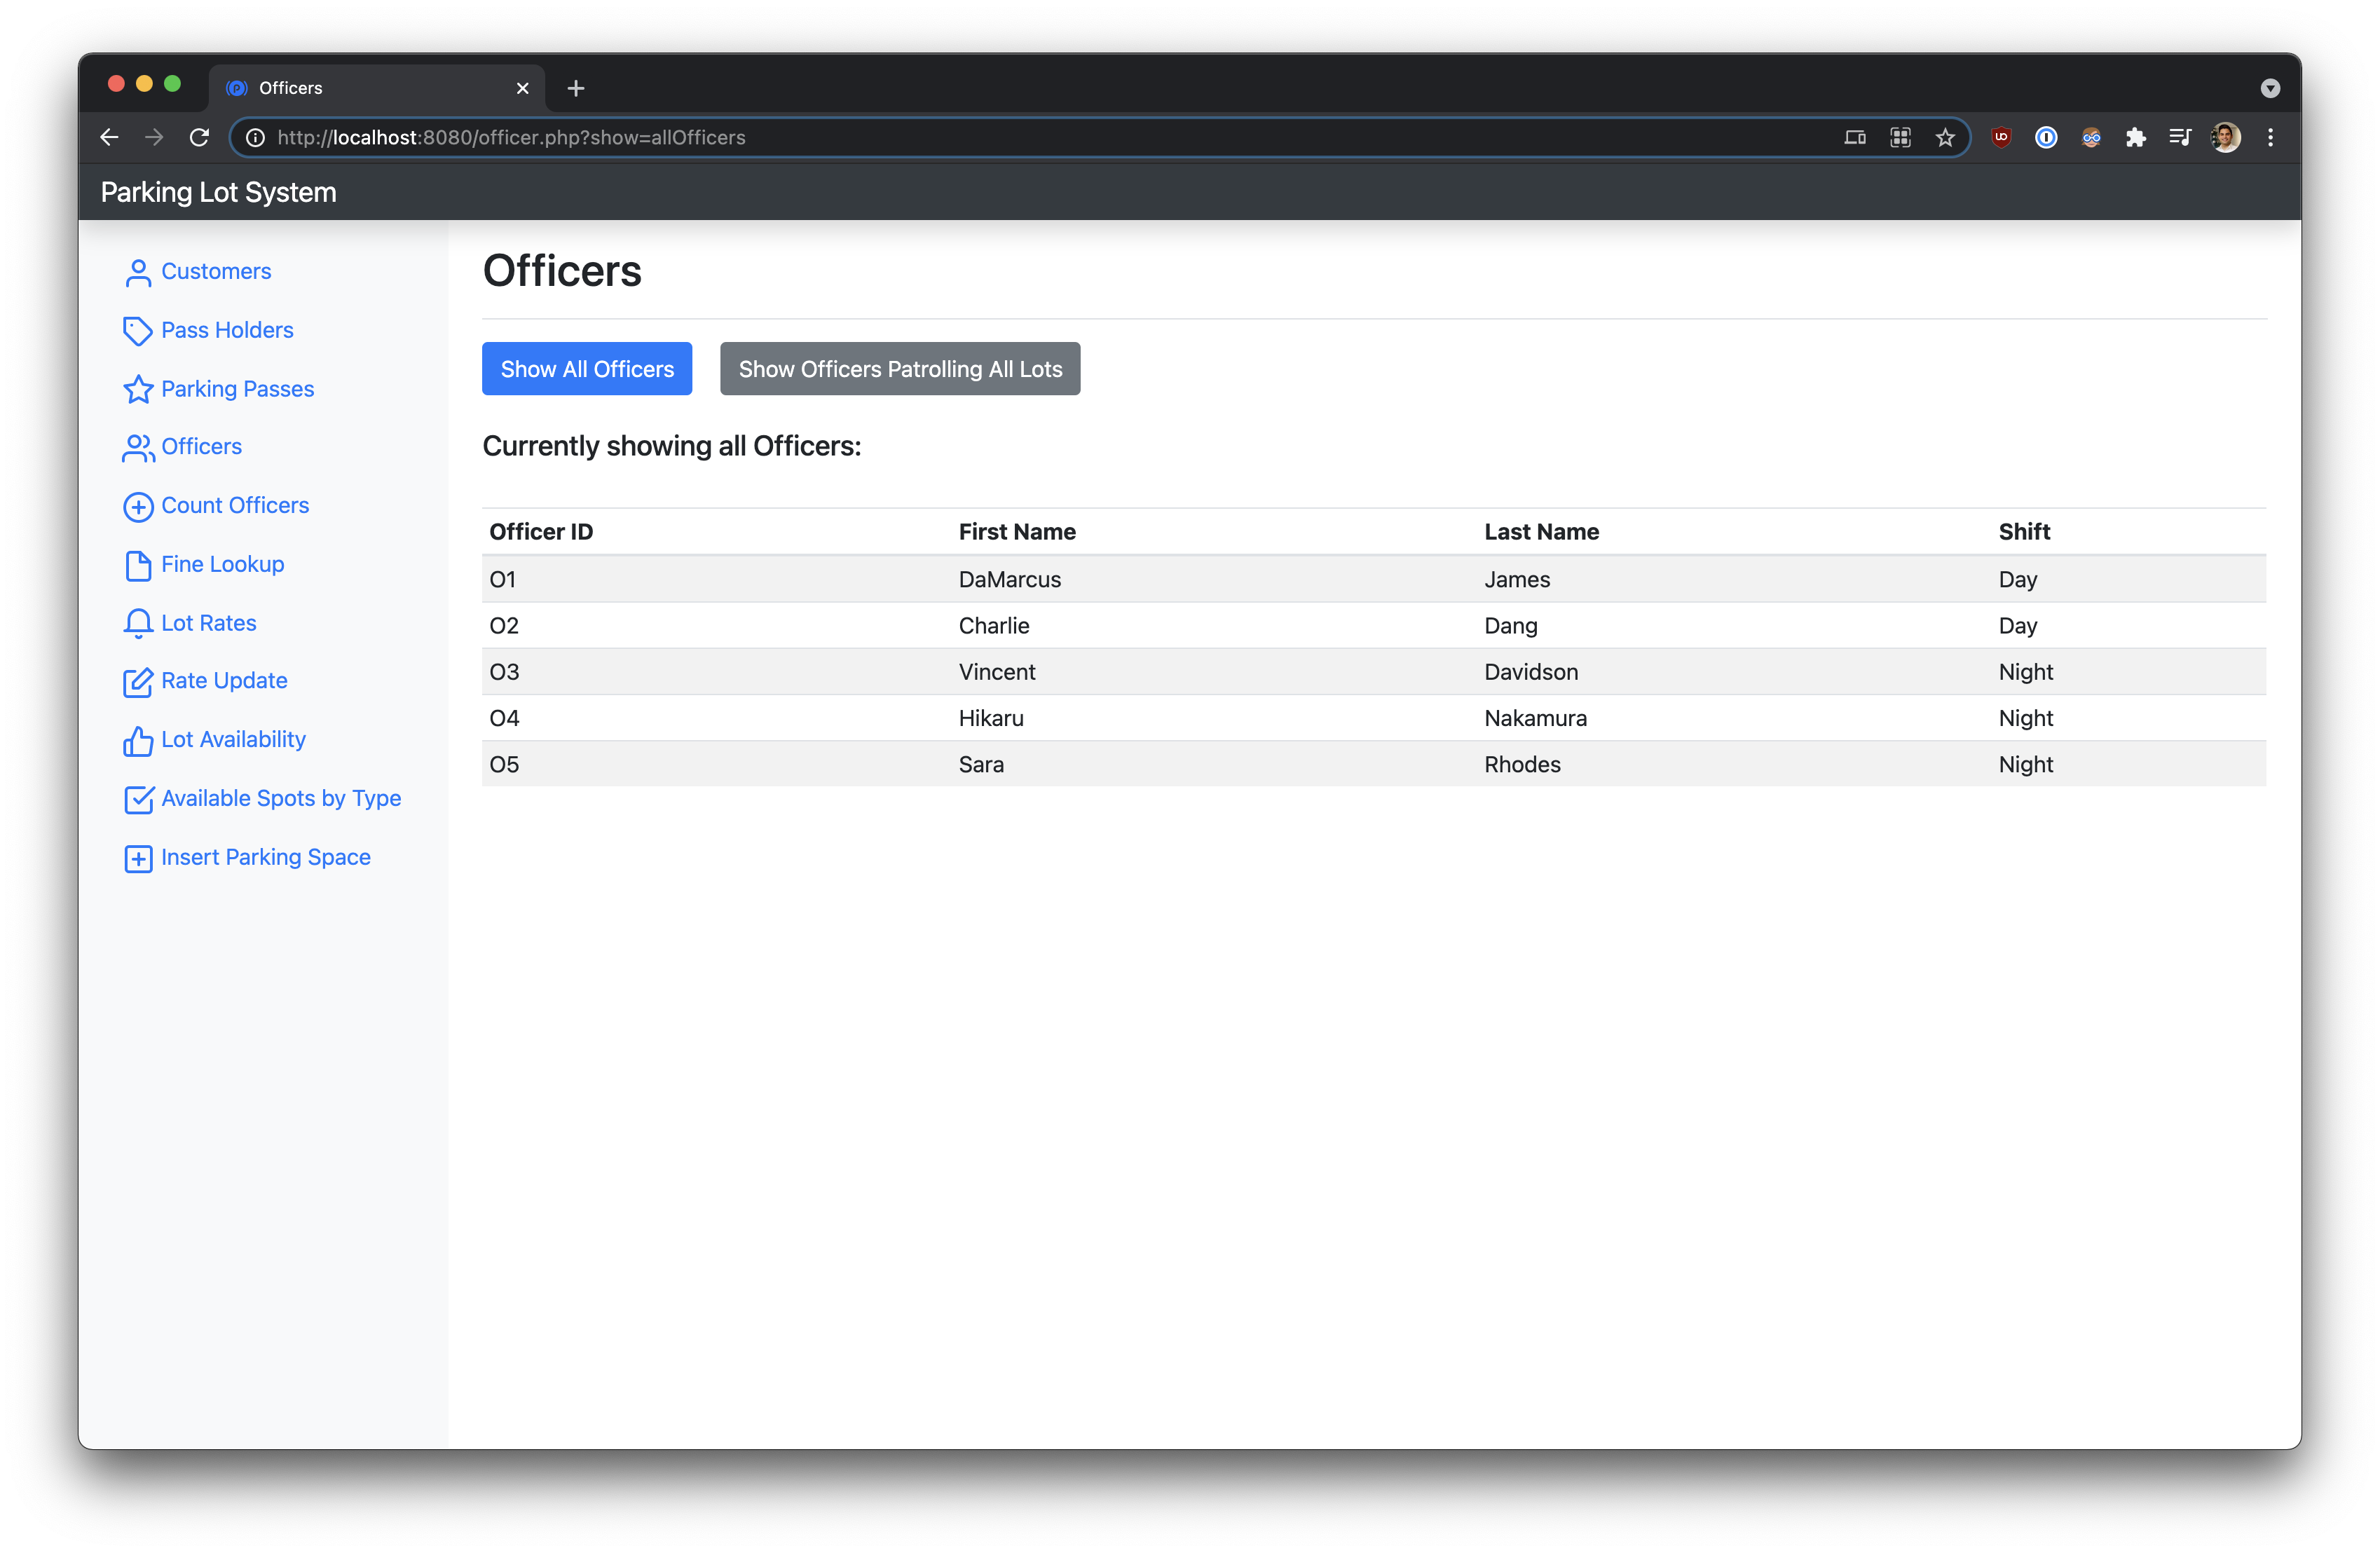 Officers
http://localhost:8080/officer.php?show=allOfficers
Parking Lot System
Customers
Pass Holders
Parking Passes
Officers
Count Officers
Fine Lookup
Lot Rates
Rate Update
Lot Availability
Available Spots by Type
Insert Parking Space
Officers
Show All Officers Show Officers Patrolling All Lots
Currently showing all Officers:
Officer ID First Name Last Name Shift
O1 DaMarcus James Day
O2 Charlie Dang Day
O3 Vincent Davidson Night
O4 Hikaru Nakamura Night
O5 Sara Rhodes Night